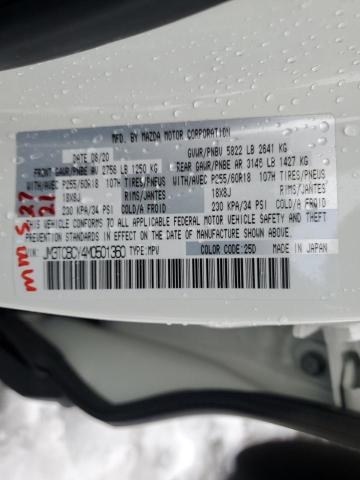 MFD. BY MAZDA MOTOR CORPORATION
DATE 08/20 GVWR/PNBV 5822 LB 2641 KG
FRONT GAWR/PNBE AV 2756 LB 1250 KG REAR GAWR/PNBE AR 3146 LB 1427 KG
WITH/AVEC P255/60R18 107H TIRES/PNEUS WITH/AVEC P255/60R18 107H TIRES/PNEUS
18X8J RIMS/JANTES 18X8J RIMS/JANTES
230 KPA/34 PSI COLD/A FROID 230 KPA/34 PSI COLD/A FROID
THIS VEHICLE CONFORMS TO ALL APPLICABLE FEDERAL MOTOR VEHICLE SAFETY AND THEFT
PREVENTION STANDARDS IN EFFECT ON THE DATE OF MANUFACTURE SHOWN ABOVE.
JM3TCBCY4M0501360 TYPE:MPV COLOR CODE:25D MADE IN JAPAN
MM 3.27
21